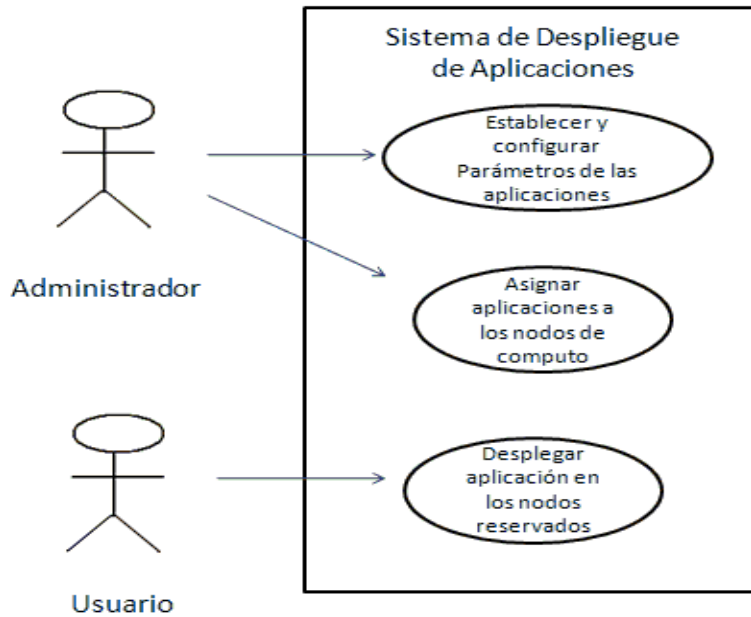 Sistema de Despliegue
de Aplicaciones
Establecer y
configurar
Parámetros de las
aplicaciones
Administrador
Asignar
aplicaciones a
los nodos de
computo
Desplegar
aplicación en
los nodos
reservados
Usuario